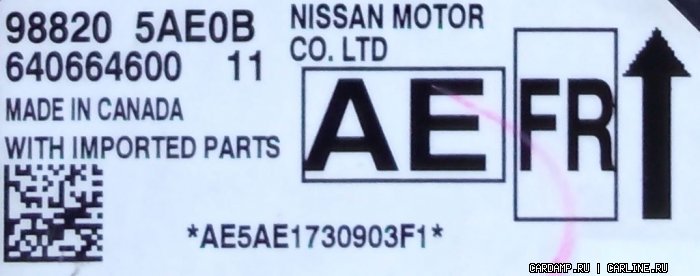 98820 5AE0B
640664600 11
MADE IN CANADA
WITH IMPORTED PARTS
NISSAN MOTOR
CO. LTD
AE
FR
*AE5AE1730903F1*
CARDAMP.RU | CARLINE.RU